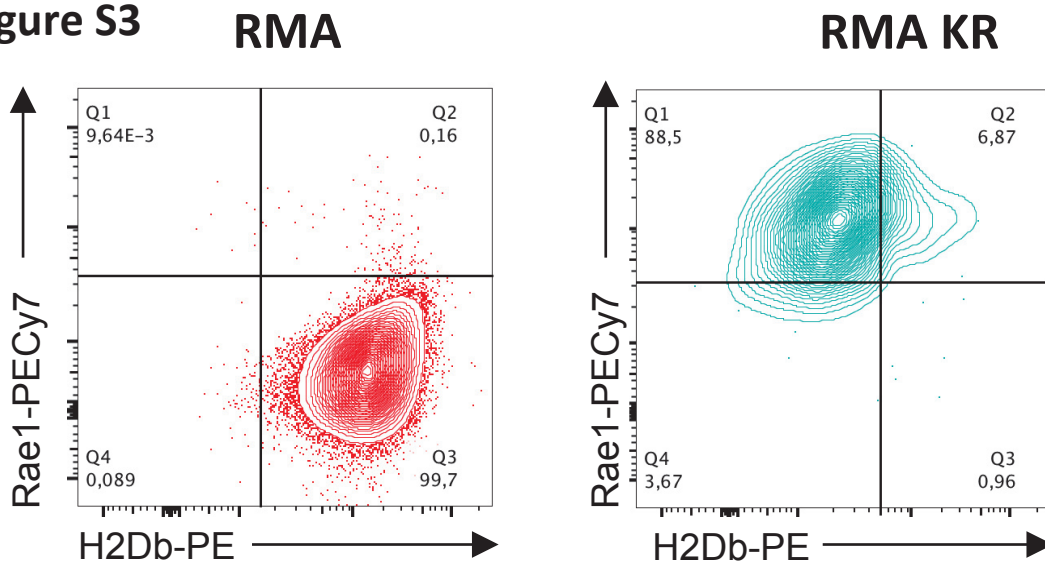 gure S3
RMA
RMA KR
Q1
9,64E-3
Q2
0,16
Q4
0,089
Q3
99,7
Rae1-PECy7
H2Db-PE
Q1
88,5
Q2
6,87
Q4
3,67
Q3
0,96
Rae1-PECy7
H2Db-PE